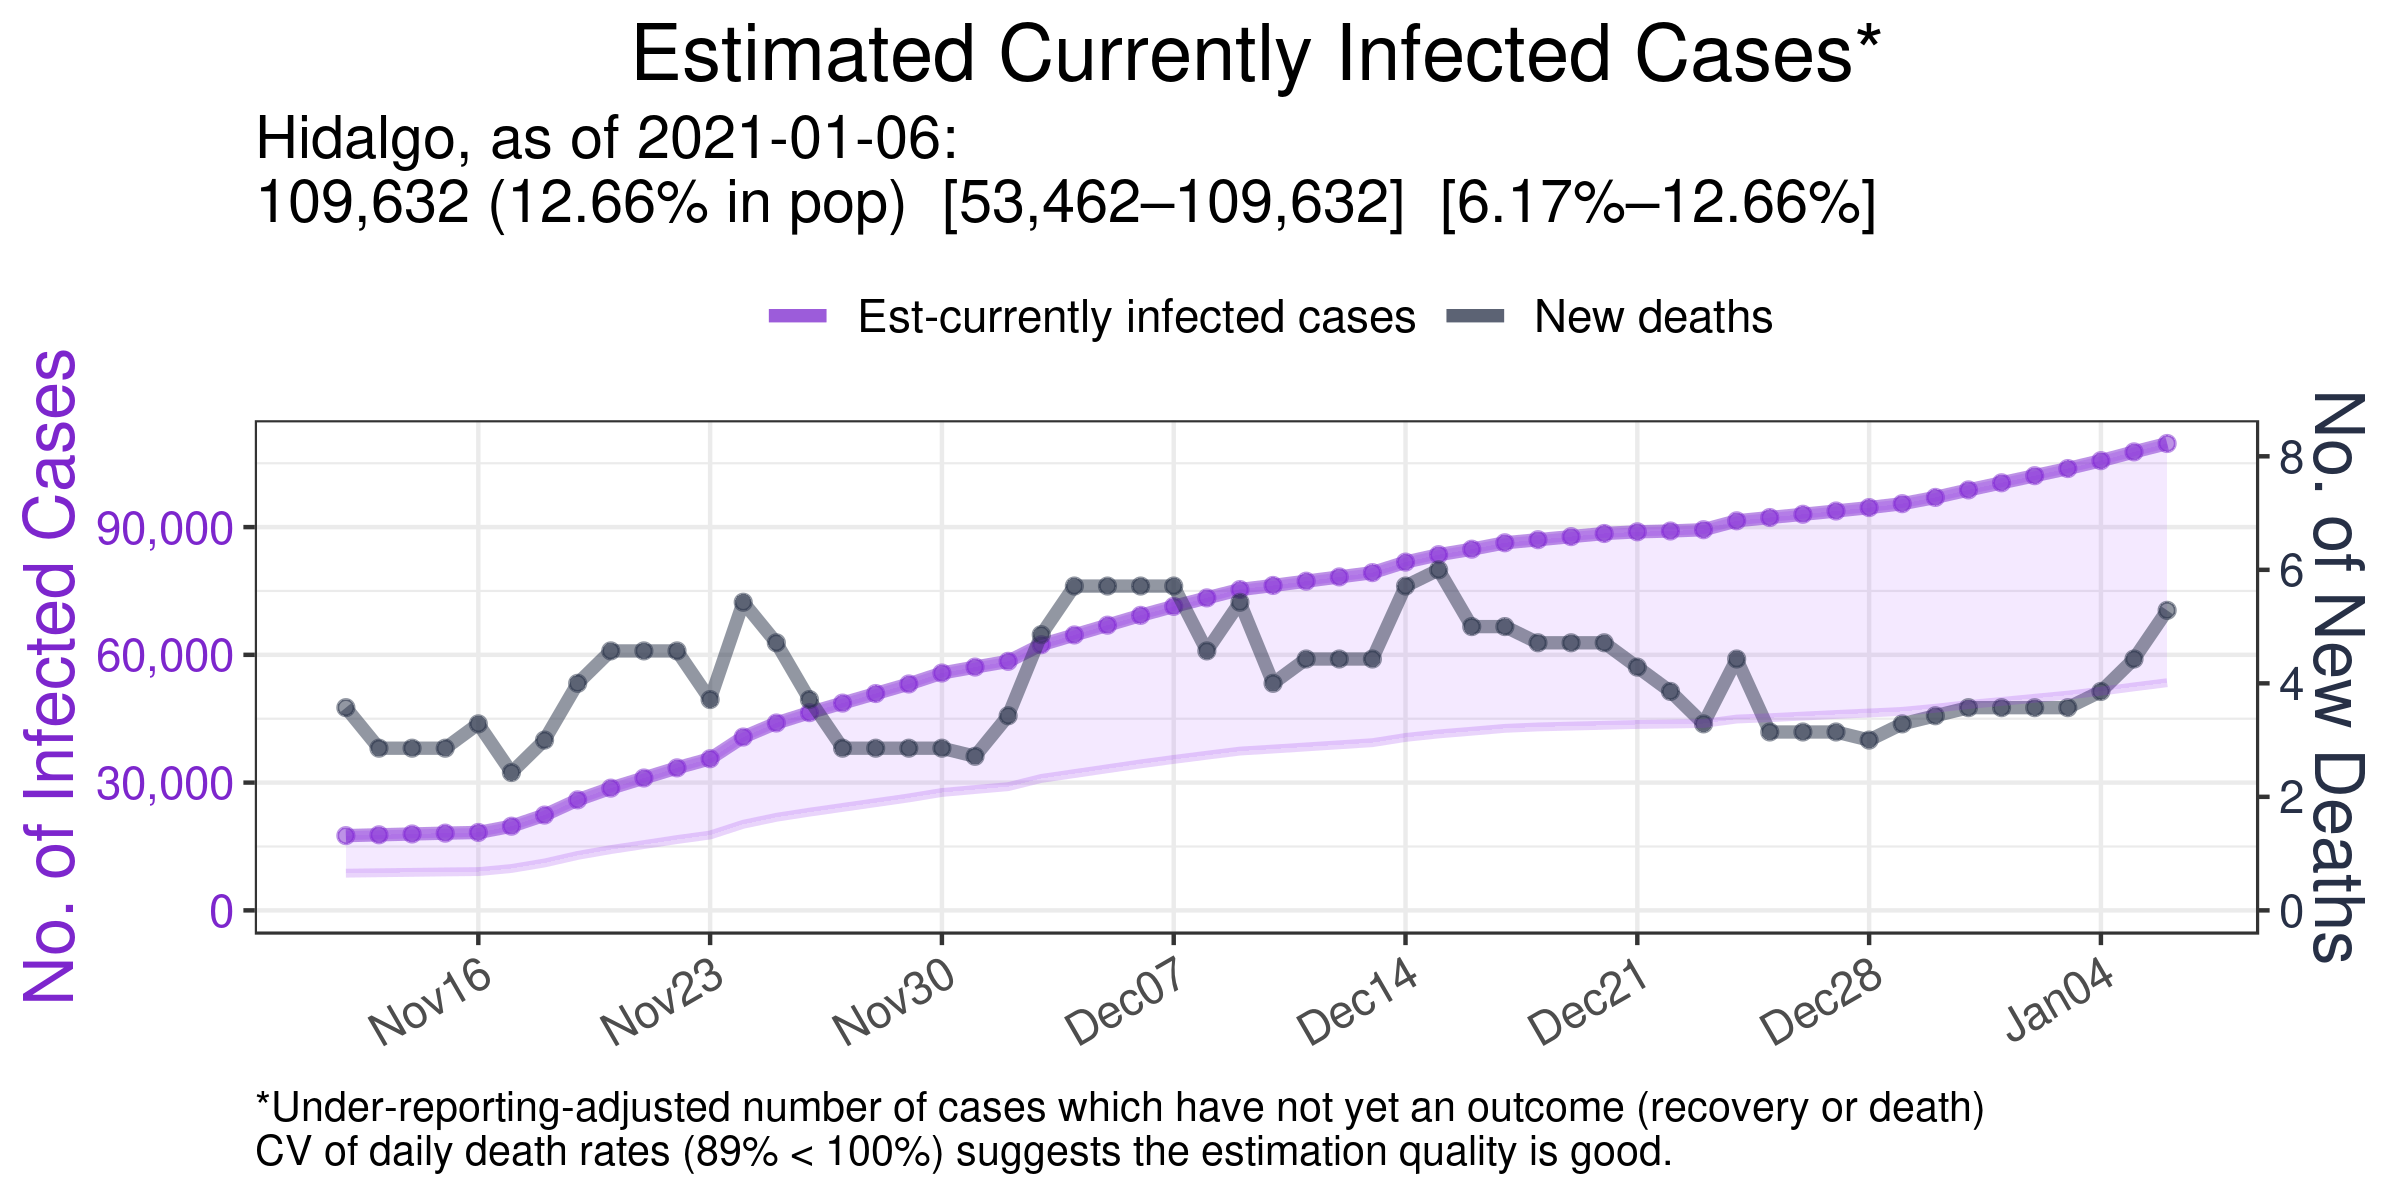 Estimated Currently Infected Cases*
Hidalgo, as of 2021-01-06:
109,632 (12.66% in pop)  [53,462–109,632]  [6.17%–12.66%]
Est-currently infected cases
New deaths
No. of Infected Cases
90,000
60,000
30,000
0
8
6
4
2
0
No. of New Deaths
Nov16
Nov23
Nov30
Dec07
Dec14
Dec21
Dec28
Jan04
*Under-reporting-adjusted number of cases which have not yet an outcome (recovery or death)
CV of daily death rates (89% < 100%) suggests the estimation quality is good.